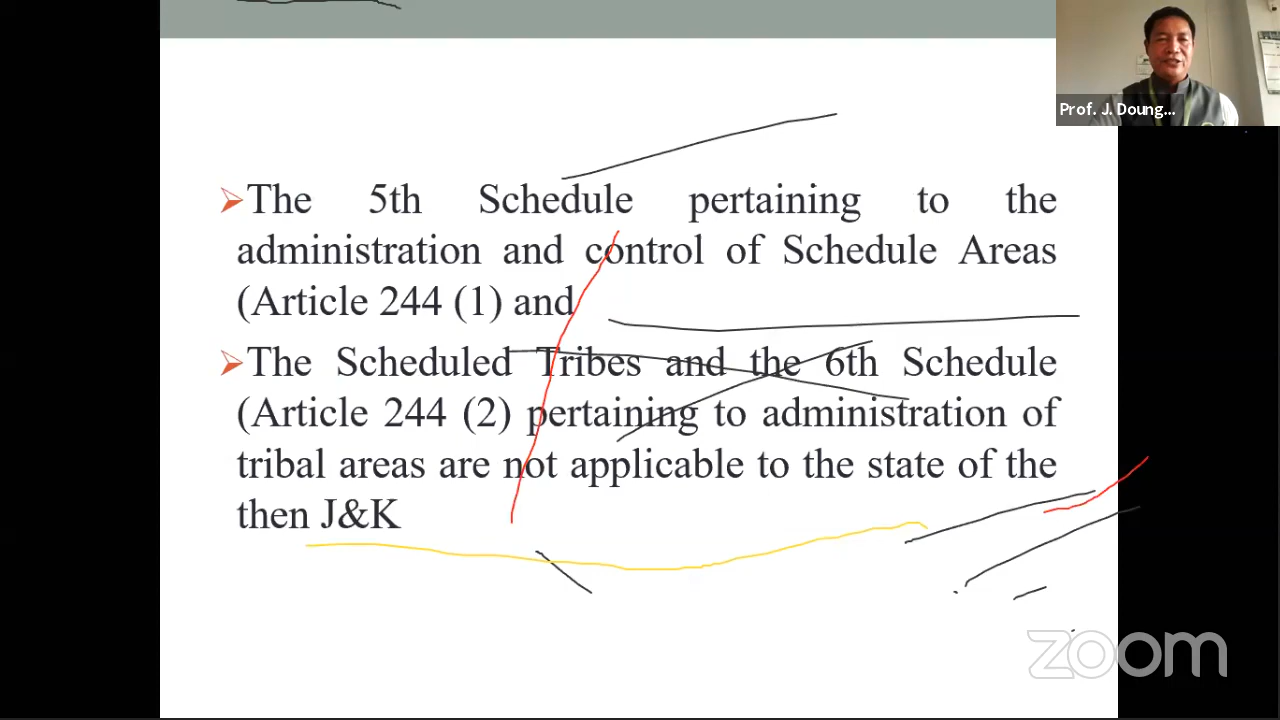 Prof. J. Doung...
The 5th Schedule pertaining to the
administration and control of Schedule Areas
(Article 244 (1) and
The Scheduled Tribes and the 6th Schedule
(Article 244 (2) pertaining to administration of
tribal areas are not applicable to the state of the
then J&K
zoom